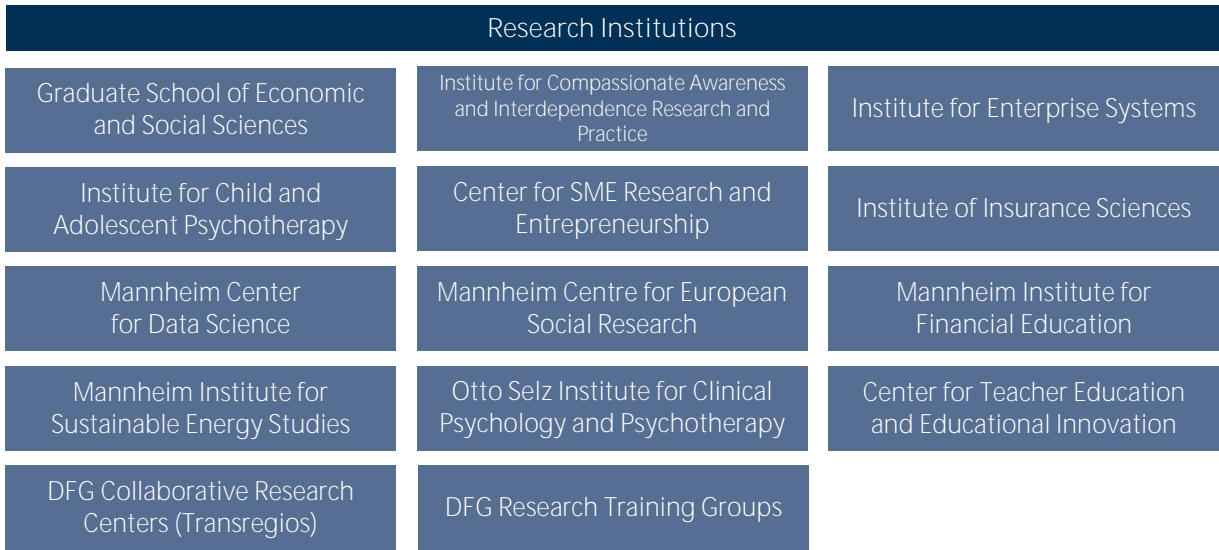 Research Institutions
Graduate School of Economic
and Social Sciences
Institute for Compassionate Awareness
and Interdependence Research and
Practice
Institute for Enterprise Systems
Institute for Child and
Adolescent Psychotherapy
Center for SME Research and
Entrepreneurship
Institute of Insurance Sciences
Mannheim Center
for Data Science
Mannheim Centre for European
Social Research
Mannheim Institute for
Financial Education
Mannheim Institute for
Sustainable Energy Studies
Otto Selz Institute for Clinical
Psychology and Psychotherapy
Center for Teacher Education
and Educational Innovation
DFG Collaborative Research
Centers (Transregios)
DFG Research Training Groups